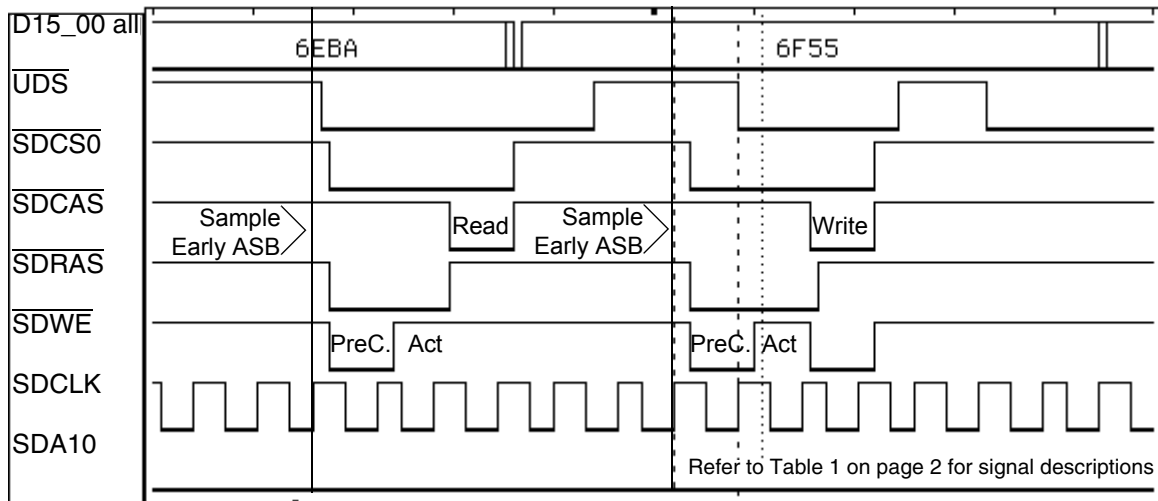 D15_00 all
6EBA
6F55
UDS
SDCS0
SDCAS
Sample
Early ASB
Read
Sample
Early ASB
Write
SDRAS
SDWE
PreC.
Act
PreC.
Act
SDCLK
SDA10
Refer to Table 1 on page 2 for signal descriptions